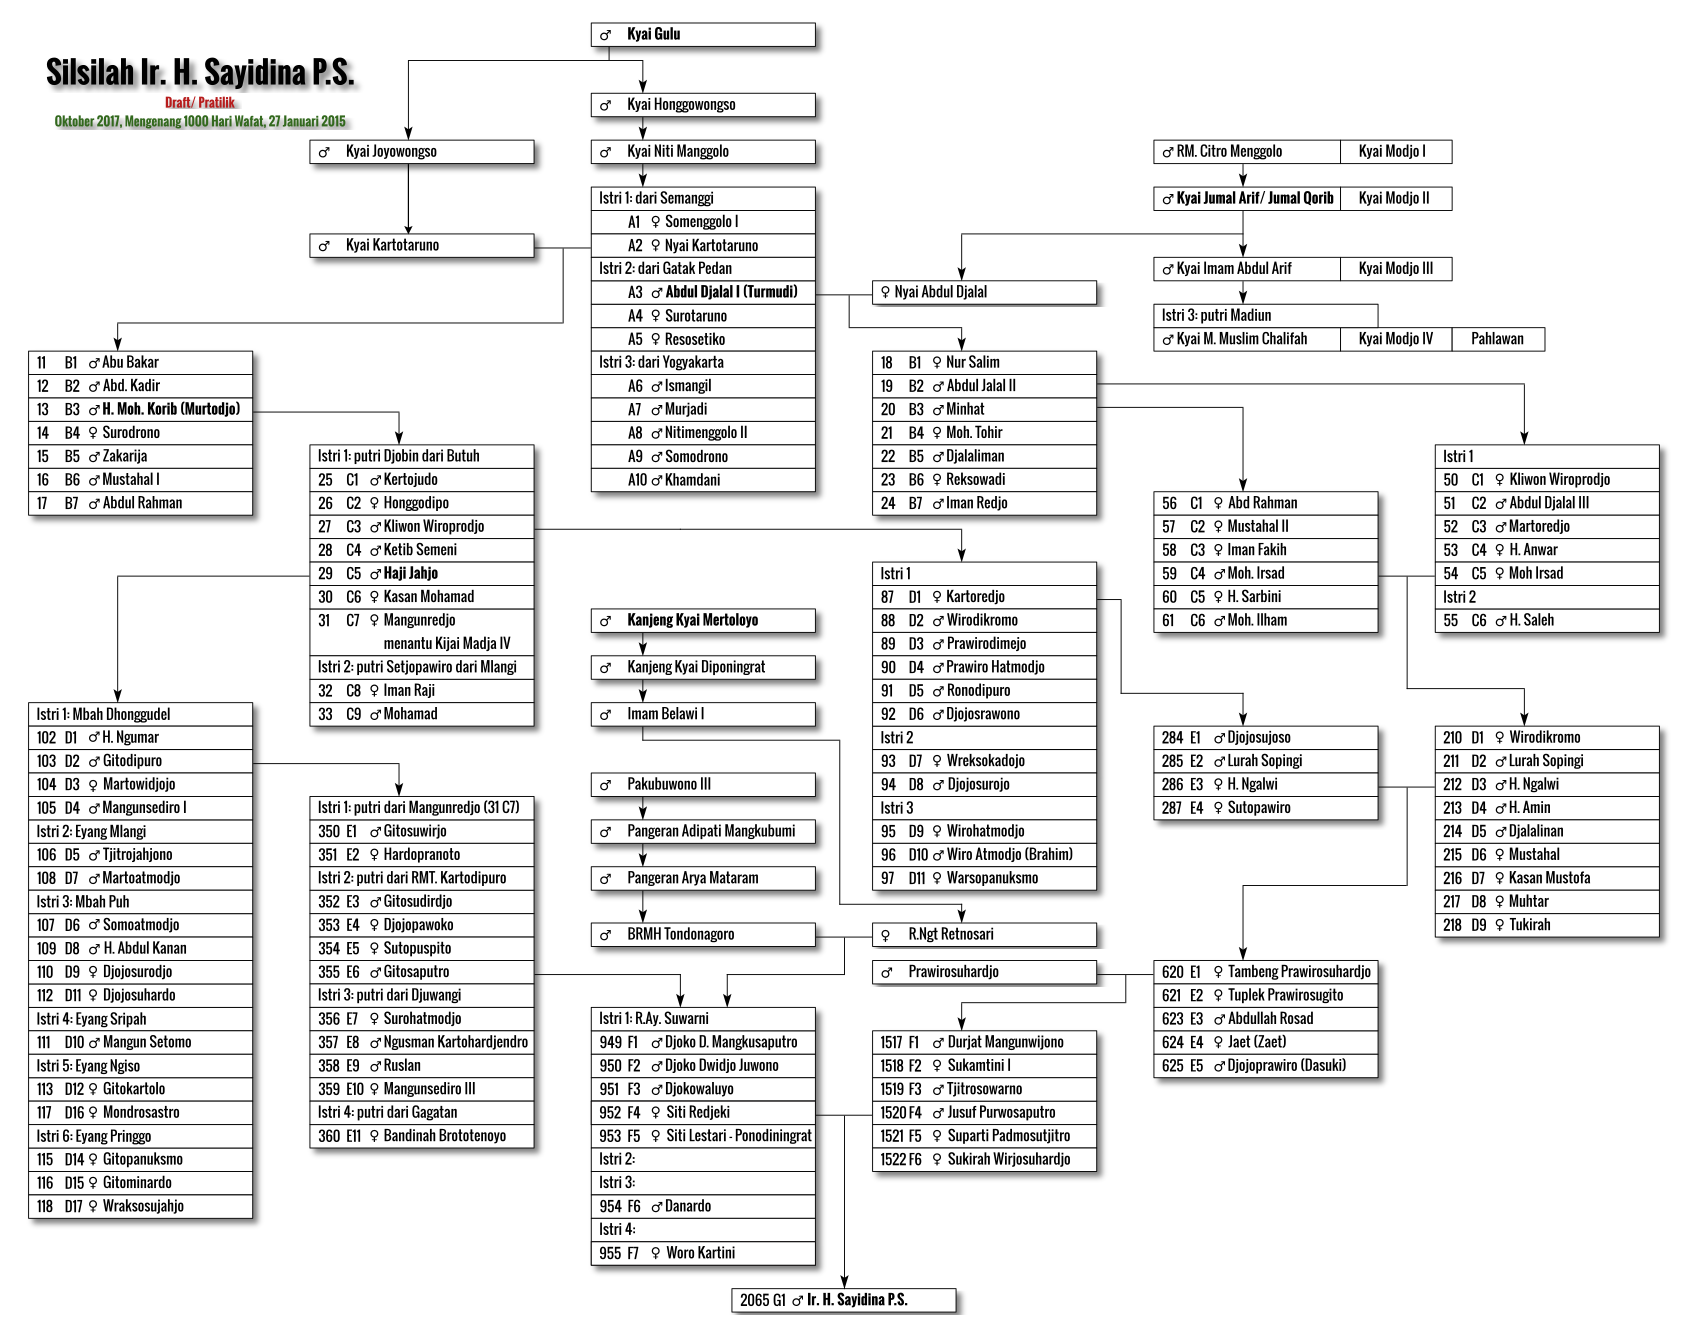 Silsilah Ir. H. Sayidina P.S.
Draft/ Pratilik
Oktober 2017, Mengenang 1000 Hari Wafat, 27 Januari 2015
♂ Kyai Gulu
♂ Kyai Honggowongso
♂ Kyai Joyowongso
♂ Kyai Niti Manggolo
♂ Kyai Kartotaruno
Istri 1: dari Semanggi
A1 ♀ Somenggolo I
A2 ♀ Nyai Kartotaruno
Istri 2: dari Gatak Pedan
A3 ♂ Abdul Djalal I (Turmudi)
A4 ♀ Surotaruno
A5 ♀ Resosetiko
Istri 3: dari Yogyakarta
A6 ♂ Ismangil
A7 ♂ Murjadi
A8 ♂ Nitimenggolo II
A9 ♂ Somodrono
A10 ♂ Khamdani
♀ Nyai Abdul Djalal
♂ RM. Citro Menggolo Kyai Modjo I
♂ Kyai Jumal Arif/ Jumal Qorib Kyai Modjo II
♂ Kyai Imam Abdul Arif Kyai Modjo III
Istri 3: putri Madiun
♂ Kyai M. Muslim Chalifah Kyai Modjo IV Pahlawan
11 B1 ♂ Abu Bakar
12 B2 ♂ Abd. Kadir
13 B3 ♂ H. Moh. Korib (Murtodjo)
14 B4 ♀ Surodrono
15 B5 ♂ Zakarija
16 B6 ♂ Mustahal I
17 B7 ♂ Abdul Rahman
18 B1 ♀ Nur Salim
19 B2 ♂ Abdul Jalal II
20 B3 ♂ Minhat
21 B4 ♀ Moh. Tohir
22 B5 ♂ Djalaliman
23 B6 ♀ Reksowadi
24 B7 ♂ Iman Redjo
Istri 1: putri Djobin dari Butuh
25 C1 ♂ Kertojudo
26 C2 ♀ Honggodipo
27 C3 ♂ Kliwon Wiroprodjo
28 C4 ♂ Ketib Semeni
29 C5 ♂ Haji Jahjo
30 C6 ♀ Kasan Mohamad
31 C7 ♀ Mangunredjo
menantu Kijai Madja IV
Istri 2: putri Setjopawiro dari Mlangi
32 C8 ♀ Iman Raji
33 C9 ♂ Mohamad
56 C1 ♀ Abd Rahman
57 C2 ♀ Mustahal II
58 C3 ♀ Iman Fakih
59 C4 ♂ Moh. Irsad
60 C5 ♀ H. Sarbini
61 C6 ♂ Moh. Ilham
Istri 1
50 C1 ♀ Kliwon Wiroprodjo
51 C2 ♂ Abdul Djalal III
52 C3 ♂ Martoredjo
53 C4 ♀ H. Anwar
54 C5 ♀ Moh Irsad
Istri 2
55 C6 ♂ H. Saleh
Istri 1
87 D1 ♀ Kartoredjo
88 D2 ♂ Wirodikromo
89 D3 ♂ Prawirodimejo
90 D4 ♂ Prawiro Hatmodjo
91 D5 ♂ Ronodipuro
92 D6 ♂ Djojosrawono
Istri 2
93 D7 ♀ Wreksokadojo
94 D8 ♂ Djojosurojo
Istri 3
95 D9 ♀ Wirohatmodjo
96 D10 ♂ Wiro Atmodjo (Brahim)
97 D11 ♀ Warsopanuksmo
♂ Kanjeng Kyai Mertoloyo
♂ Kanjeng Kyai Diponingrat
♂ Imam Belawi I
♂ Pakubuwono III
♂ Pangeran Adipati Mangkubumi
♂ Pangeran Arya Mataram
♂ BRMH Tondonagoro
♀ R.Ngt Retnosari
♂ Prawirosuhardjo
Istri 1: Mbah Dhonggudel
102 D1 ♂ H. Ngumar
103 D2 ♂ Gitodipuro
104 D3 ♀ Martowidjojo
105 D4 ♂ Mangunsediro I
Istri 2: Eyang Mlangi
106 D5 ♂ Tjitrojahjono
108 D7 ♂ Martoatmodjo
Istri 3: Mbah Puh
107 D6 ♂ Somoatmodjo
109 D8 ♂ H. Abdul Kanan
110 D9 ♀ Djojosurodjo
112 D11 ♀ Djojosuhardo
Istri 4: Eyang Sripah
111 D10 ♂ Mangun Setomo
Istri 5: Eyang Ngiso
113 D12 ♀ Gitokartolo
117 D16 ♀ Mondrosastro
Istri 6: Eyang Pringgo
115 D14 ♀ Gitopanuksmo
116 D15 ♀ Gitominardo
118 D17 ♀ Wraksosujahjo
Istri 1: putri dari Mangunredjo (31 C7)
350 E1 ♂ Gitosuwirjo
351 E2 ♀ Hardopranoto
Istri 2: putri dari RMT. Kartodipuro
352 E3 ♂ Gitosudirdjo
353 E4 ♀ Djojopawoko
354 E5 ♀ Sutopuspito
355 E6 ♂ Gitosaputro
Istri 3: putri dari Djuwangi
356 E7 ♀ Surohatmodjo
357 E8 ♂ Ngusman Kartohardjendro
358 E9 ♂ Ruslan
359 E10 ♀ Mangunsediro III
Istri 4: putri dari Gagatan
360 E11 ♀ Bandinah Brototenoyo
284 E1 ♂ Djojosujoso
285 E2 ♂ Lurah Sopingi
286 E3 ♀ H. Ngalwi
287 E4 ♀ Sutopawiro
210 D1 ♀ Wirodikromo
211 D2 ♂ Lurah Sopingi
212 D3 ♂ H. Ngalwi
213 D4 ♂ H. Amin
214 D5 ♂ Djalalinan
215 D6 ♀ Mustahal
216 D7 ♀ Kasan Mustofa
217 D8 ♀ Muhtar
218 D9 ♀ Tukirah
620 E1 ♀ Tambeng Prawirosuhardjo
621 E2 ♀ Tuplek Prawirosugito
623 E3 ♂ Abdullah Rosad
624 E4 ♀ Jaet (Zaet)
625 E5 ♂ Djojoprawiro (Dasuki)
Istri 1: R.Ay. Suwarni
949 F1 ♂ Djoko D. Mangkusaputro
950 F2 ♂ Djoko Dwidjo Juwono
951 F3 ♂ Djokowaluyo
952 F4 ♀ Siti Redjeki
953 F5 ♀ Siti Lestari - Ponodiningrat
Istri 2:
Istri 3:
954 F6 ♂ Danardo
Istri 4:
955 F7 ♀ Woro Kartini
1517 F1 ♂ Durjat Mangunwijono
1518 F2 ♀ Sukamtini I
1519 F3 ♂ Tjitrosowarno
1520 F4 ♂ Jusuf Purwosaputro
1521 F5 ♀ Suparti Padmosutjitro
1522 F6 ♀ Sukirah Wirjosuhardjo
2065 G1 ♂ Ir. H. Sayidina P.S.